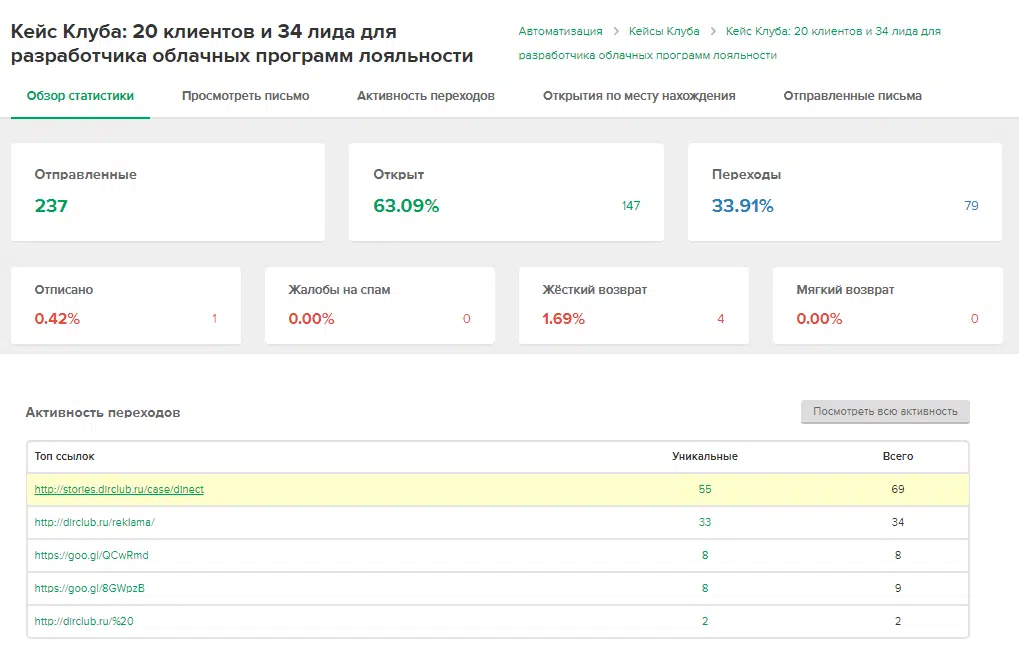 Кейс Клуба: 20 клиентов и 34 лида для
разработчика облачных программ лояльности
Автоматизация > Кейсы Клуба > Кейс Клуба: 20 клиентов и 34 лида для
разработчика облачных программ лояльности
Обзор статистики Просмотреть письмо Активность переходов Открытия по месту нахождения Отправленные письма
Отправленные Открыт Переходы
237 63.09% 147 33.91% 79
Отписано Жалобы на спам Жёсткий возврат Мягкий возврат
0.42% 1 0.00% 0 1.69% 4 0.00% 0
Активность переходов Посмотреть всю активность
Топ ссылок Уникальные Всего
http://stories.dirclub.ru/case/direct 55 69
http://dirclub.ru/reklama/ 33 34
https://goo.gl/QCwRmd 8 8
https://goo.gl/8GWpzB 8 9
http://dirclub.ru/%20 2 2